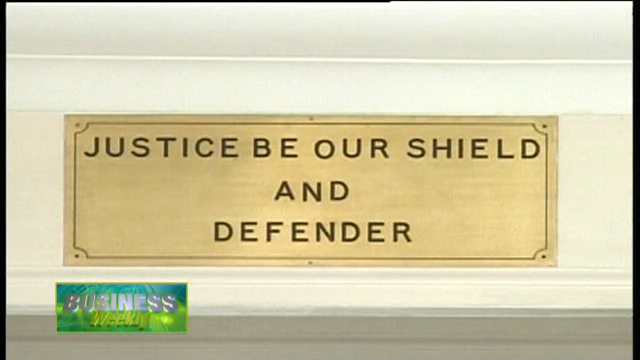 JUSTICE BE OUR SHIELD
AND
DEFENDER
BUSINESS
Weekly